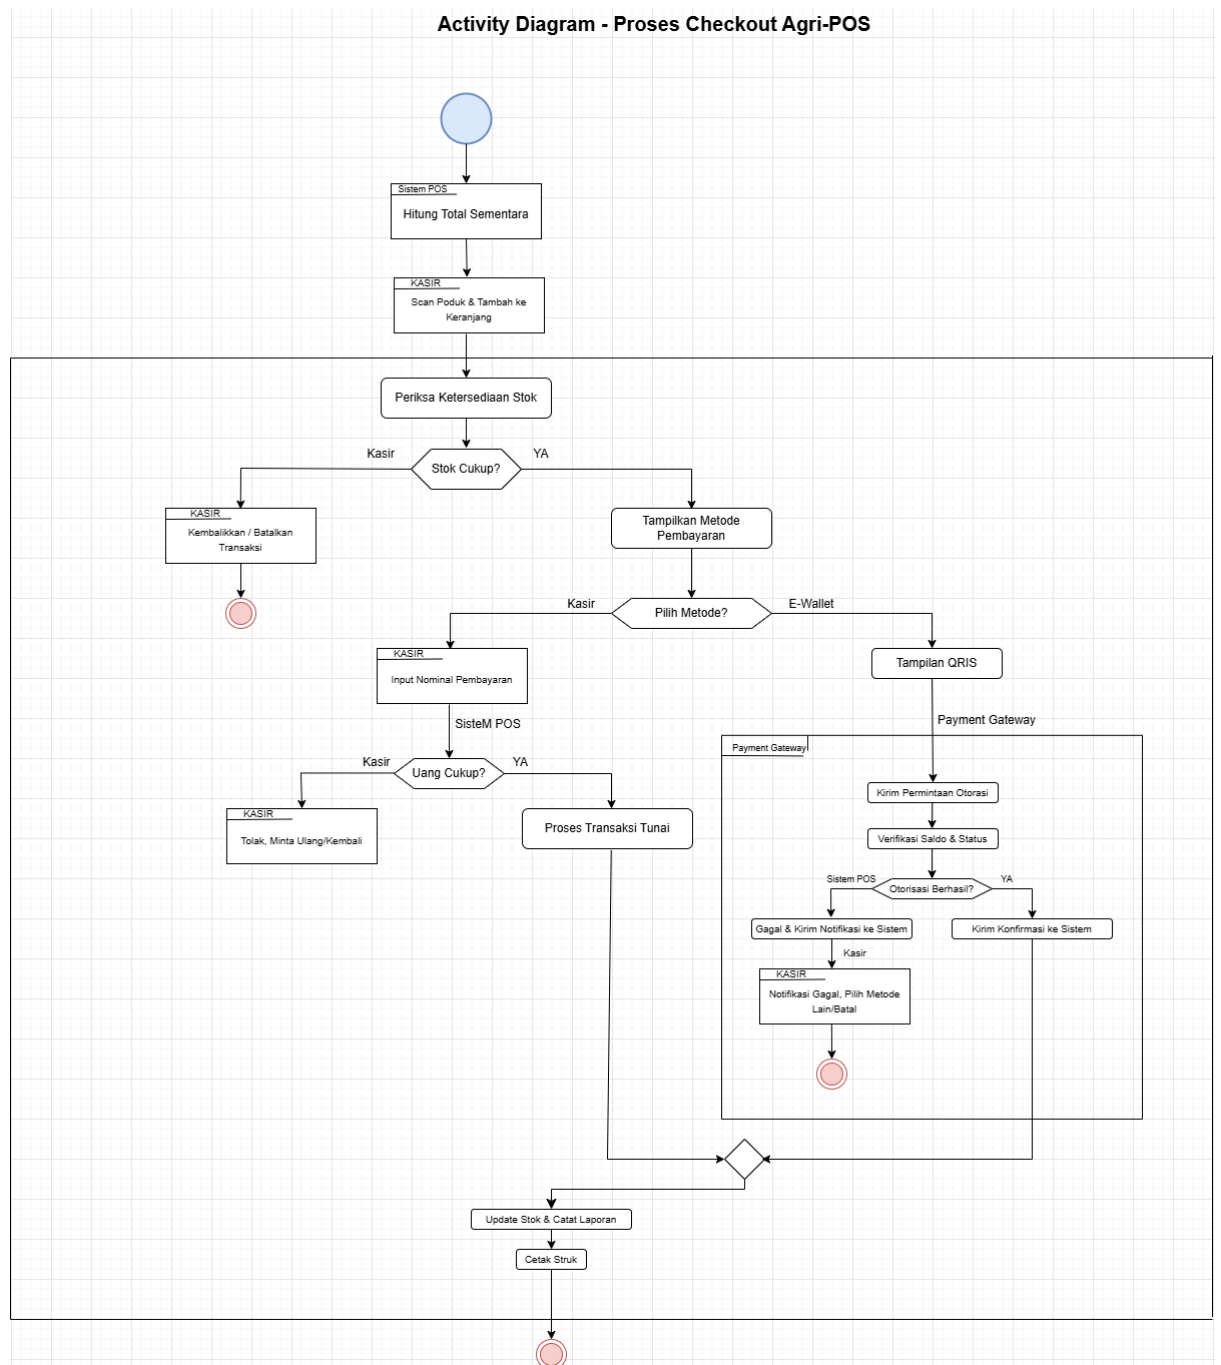 Activity Diagram - Proses Checkout Agri-POS
Sistem POS
Hitung Total Sementara
KASIR
Scan Poduk & Tambah ke
Keranjang
Periksa Ketersediaan Stok
Kasir
Stok Cukup?
YA
KASIR
Kembalikkan / Batalkan
Transaksi
Tampilkan Metode
Pembayaran
Kasir
Pilih Metode?
E-Wallet
KASIR
Input Nominal Pembayaran
Tampilan QRIS
SisteM POS
Payment Gateway
Payment Gateway
Kasir
Uang Cukup?
YA
KASIR
Tolak, Minta Ulang/Kembali
Proses Transaksi Tunai
Kirim Permintaan Otorasi
Verifikasi Saldo & Status
Sistem POS
Otorisasi Berhasil?
YA
Gagal & Kirim Notifikasi ke Sistem
Kirim Konfirmasi ke Sistem
Kasir
KASIR
Notifikasi Gagal, Pilih Metode
Lain/Batal
Update Stok & Catat Laporan
Cetak Struk